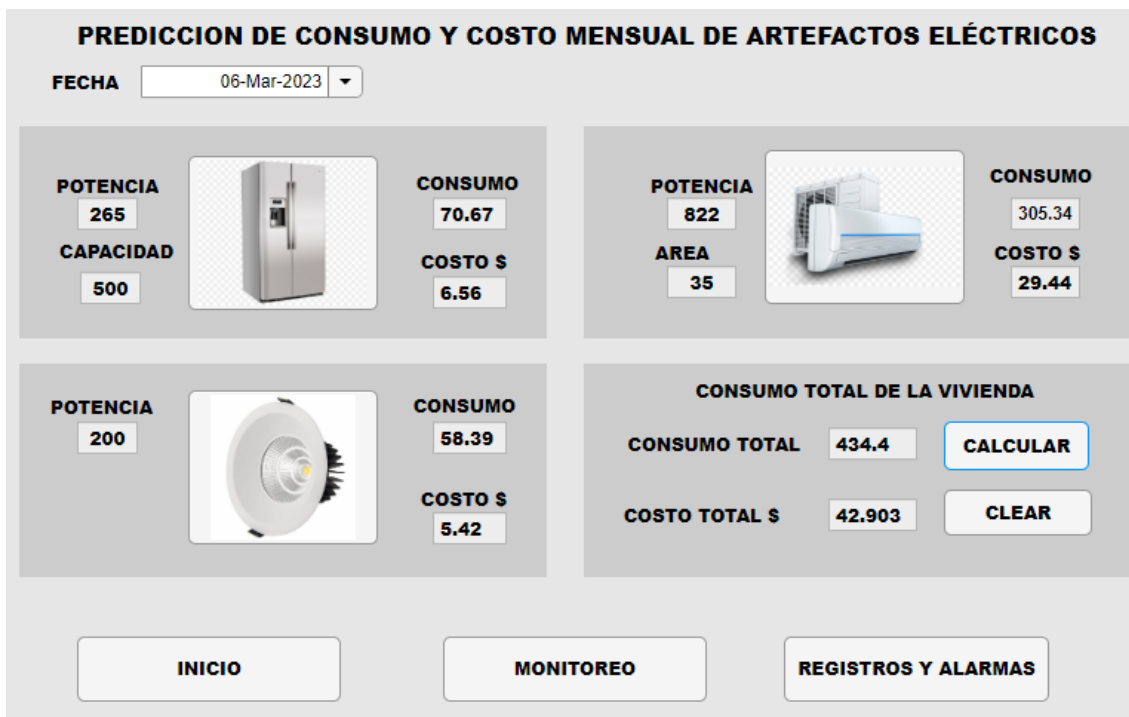 PREDICCION DE CONSUMO Y COSTO MENSUAL DE ARTEFACTOS ELÉCTRICOS
FECHA 06-Mar-2023
POTENCIA
265
CAPACIDAD
500
CONSUMO
70.67
COSTO $
6.56
POTENCIA
822
AREA
35
CONSUMO
305.34
COSTO $
29.44
POTENCIA
200
CONSUMO
58.39
COSTO $
5.42
CONSUMO TOTAL DE LA VIVIENDA
CONSUMO TOTAL 434.4 CALCULAR
COSTO TOTAL $ 42.903 CLEAR
INICIO MONITOREO REGISTROS Y ALARMAS